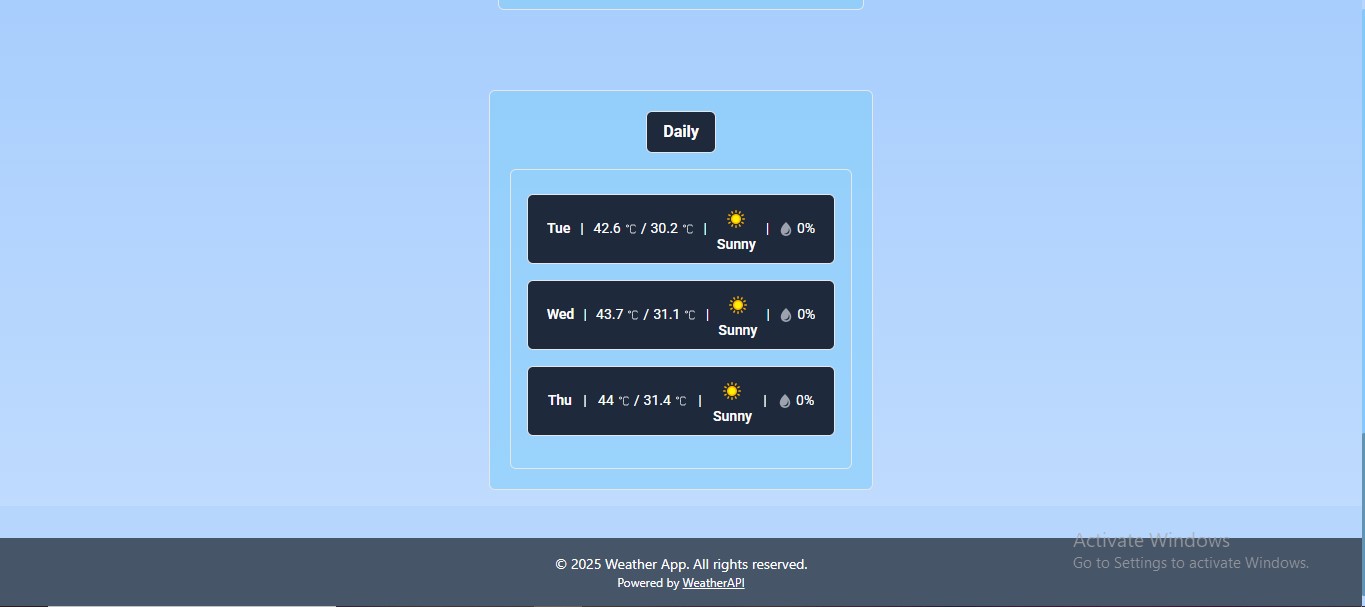 Daily
Tue | 42.6 °C / 30.2 °C | Sunny | 0%
Wed | 43.7 °C / 31.1 °C | Sunny | 0%
Thu | 44 °C / 31.4 °C | Sunny | 0%
Activate Windows
Go to Settings to activate Windows.
© 2025 Weather App. All rights reserved.
Powered by WeatherAPI